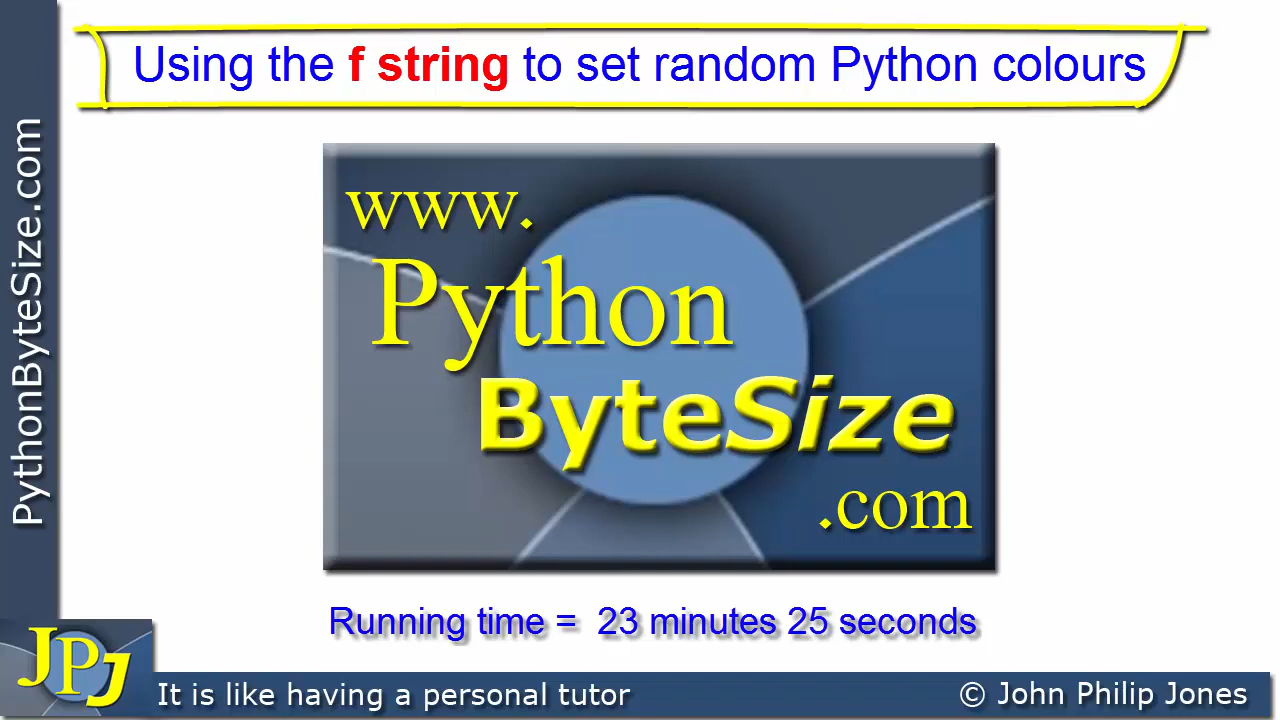 Using the f string to set random Python colours
PythonByteSize.com
www.
Python
ByteSize
.com
Running time = 23 minutes 25 seconds
JPJ
It is like having a personal tutor
© John Philip Jones